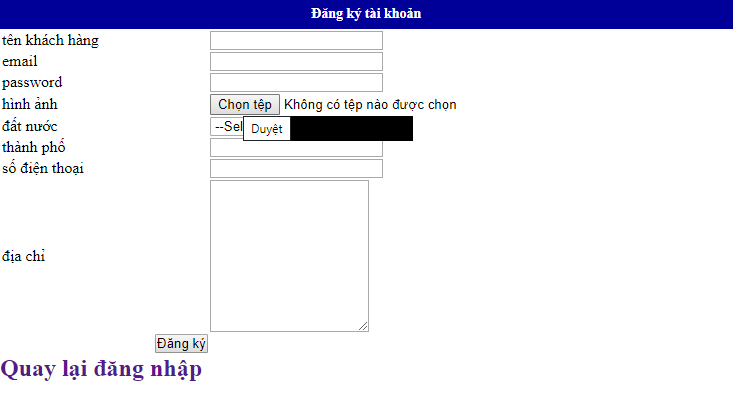 Đăng ký tài khoản
tên khách hàng
email
password
hình ảnh Chọn tệp Không có tệp nào được chọn
đất nước --Sel Duyệt
thành phố
số điện thoại
địa chỉ
Đăng ký
Quay lại đăng nhập